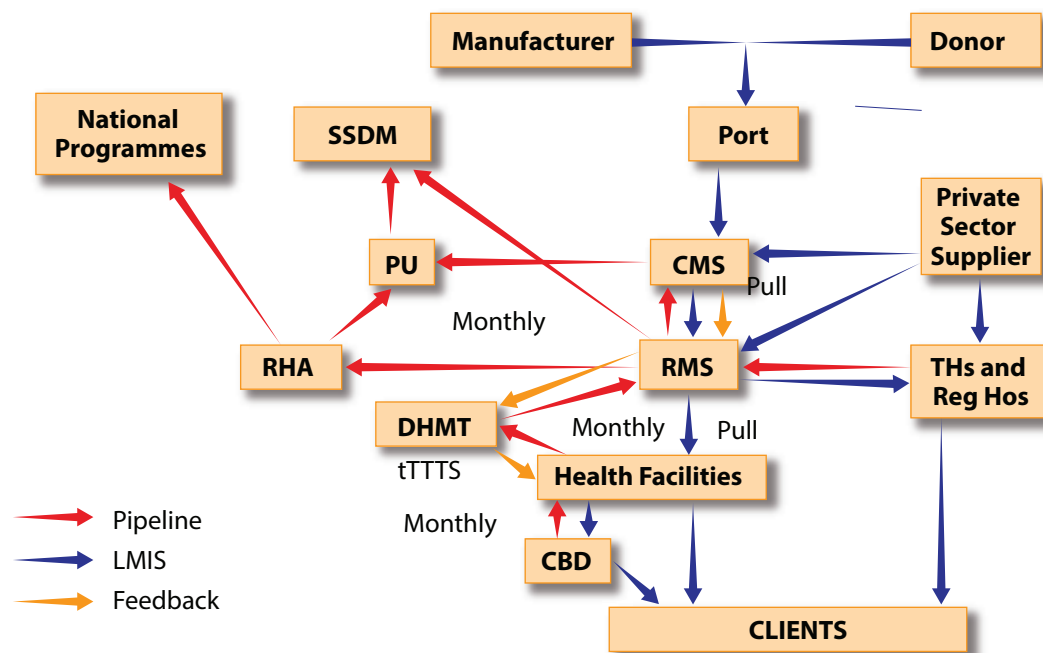 Manufacturer
Donor
National
Programmes
SSDM
Port
Private
Sector
Supplier
PU
CMS
Pull
Monthly
RHA
RMS
THs and
Reg Hos
DHMT
Monthly
Pull
tTTTS
Health Facilities
Pipeline
Monthly
LMIS
CBD
Feedback
CLIENTS